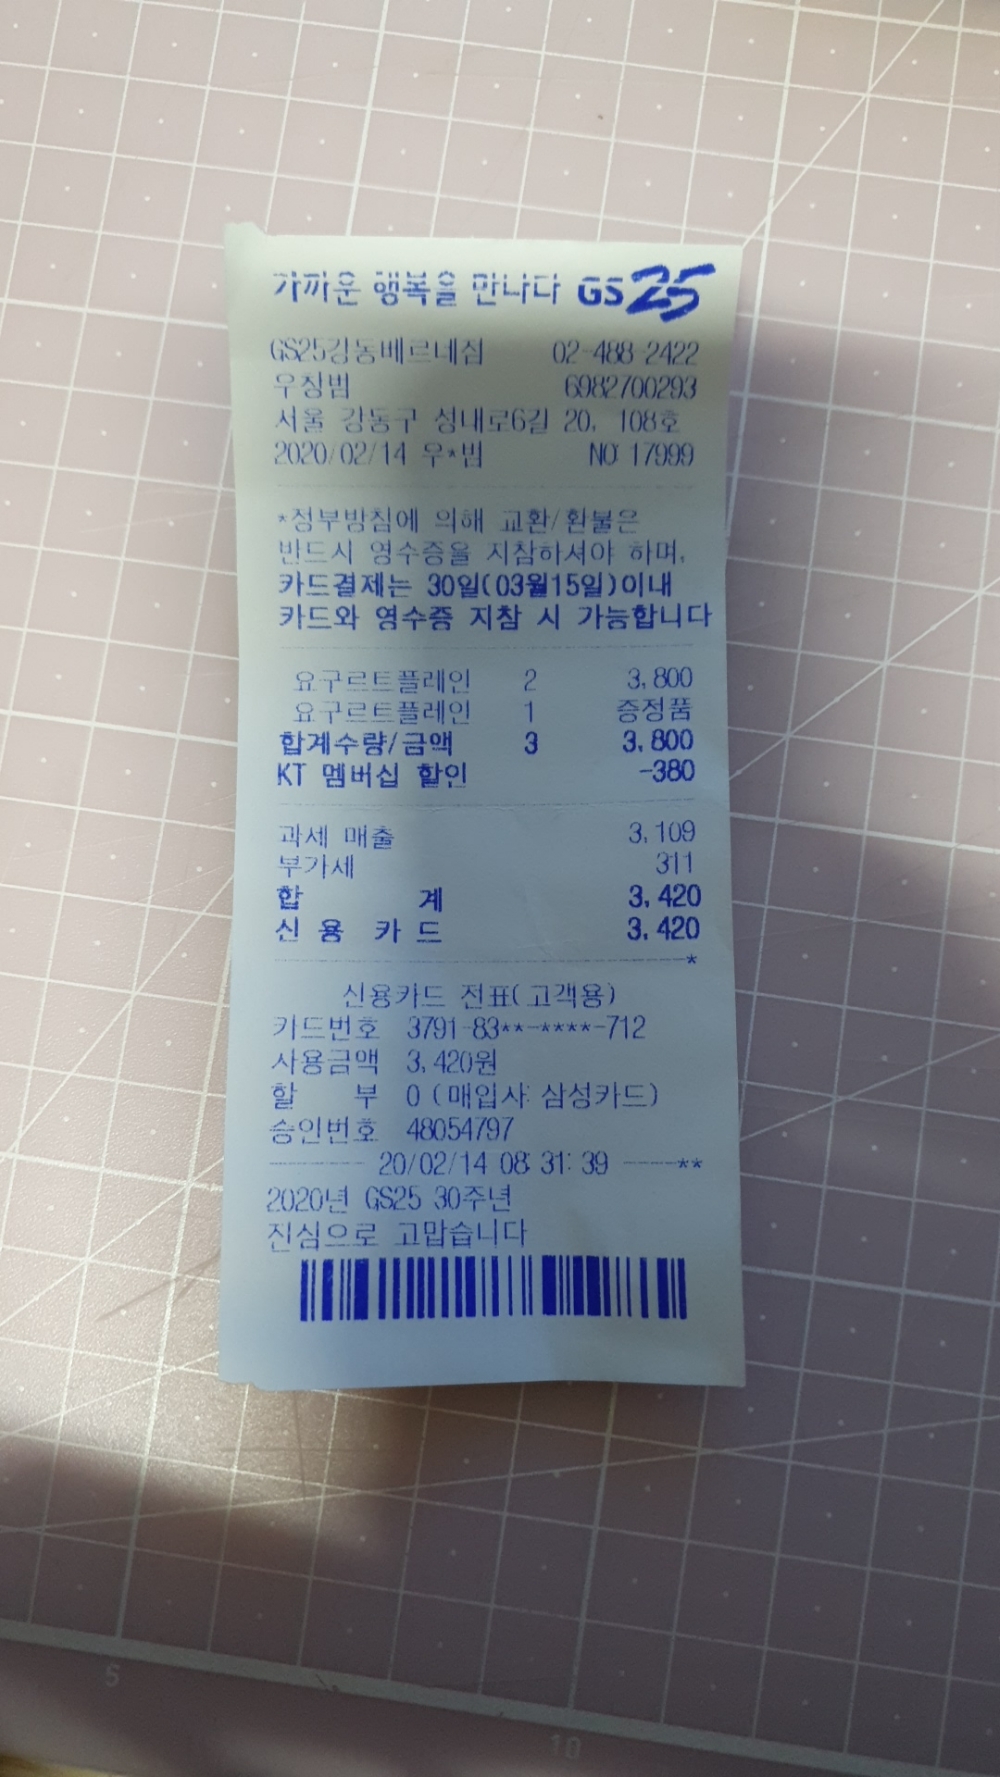 가까운 행복을 만나다 GS25
GS25강동베르네점 02-488-2422
우창범 6982700293
서울 강동구 성내로6길 20, 108호
2020/02/14 우*범 NO: 17999
*정부방침에 의해 교환/환불은
반드시 영수증을 지참하셔야 하며,
카드결제는 30일(03월15일)이내
카드와 영수증 지참 시 가능합니다
요구르트플레인 2 3,800
요구르트플레인 1 증정품
합계수량/금액 3 3,800
KT 멤버십 할인 -380
과세 매출 3,109
부가세 311
합 계 3,420
신 용 카 드 3,420
*
신용카드 전표(고객용)
카드번호 3791-83**-****-712
사용금액 3,420원
할 부 0 (매입사: 삼성카드)
승인번호 48054797
-------- 20/02/14 08:31:39 -----**
2020년 GS25 30주년
진심으로 고맙습니다
5
10